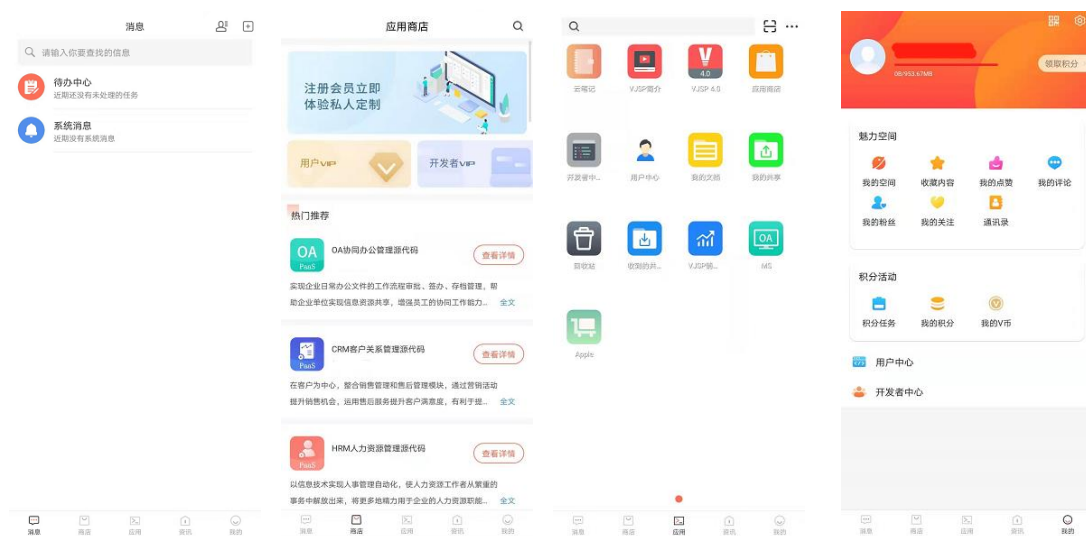 消息
请输入你要查找的信息
待办中心
近期还没有未处理的任务
系统消息
近期没有系统消息
消息
商店
应用
资讯
我的
应用商店
注册会员立即
体验私人定制
用户VIP
开发者VIP
热门推荐
OA
PaaS
OA协同办公管理源代码
查看详情
实现企业日常办公文件的工作流程审批、签办、存档管理，帮
助企业单位实现信息资源共享，增强员工的协同工作能力... 全文
PaaS
CRM客户关系管理源代码
查看详情
在客户为中心，整合销售管理和售后管理模块，通过营销活动
提升销售机会，运用售后服务提升客户满意度，有利于提... 全文
PaaS
HRM人力资源管理源代码
查看详情
以信息技术实现人事管理自动化，使人力资源工作者从繁重的
事务中解放出来，将更多地精力用于企业的人力资源职能... 全文
消息
商店
应用
资讯
我的
4.0
云笔记
VJSP简介
VJSP 4.0
应用商店
开发者中...
用户中心
我的文档
我的共享
OA
回收站
收到的共...
VJSP销...
MS
Apple
消息
商店
应用
资讯
我的
0B/953.67MB
领取积分
魅力空间
我的空间
收藏内容
我的点赞
我的评论
我的粉丝
我的关注
通讯录
积分活动
积分任务
我的积分
我的V币
用户中心
开发者中心
消息
商店
应用
资讯
我的